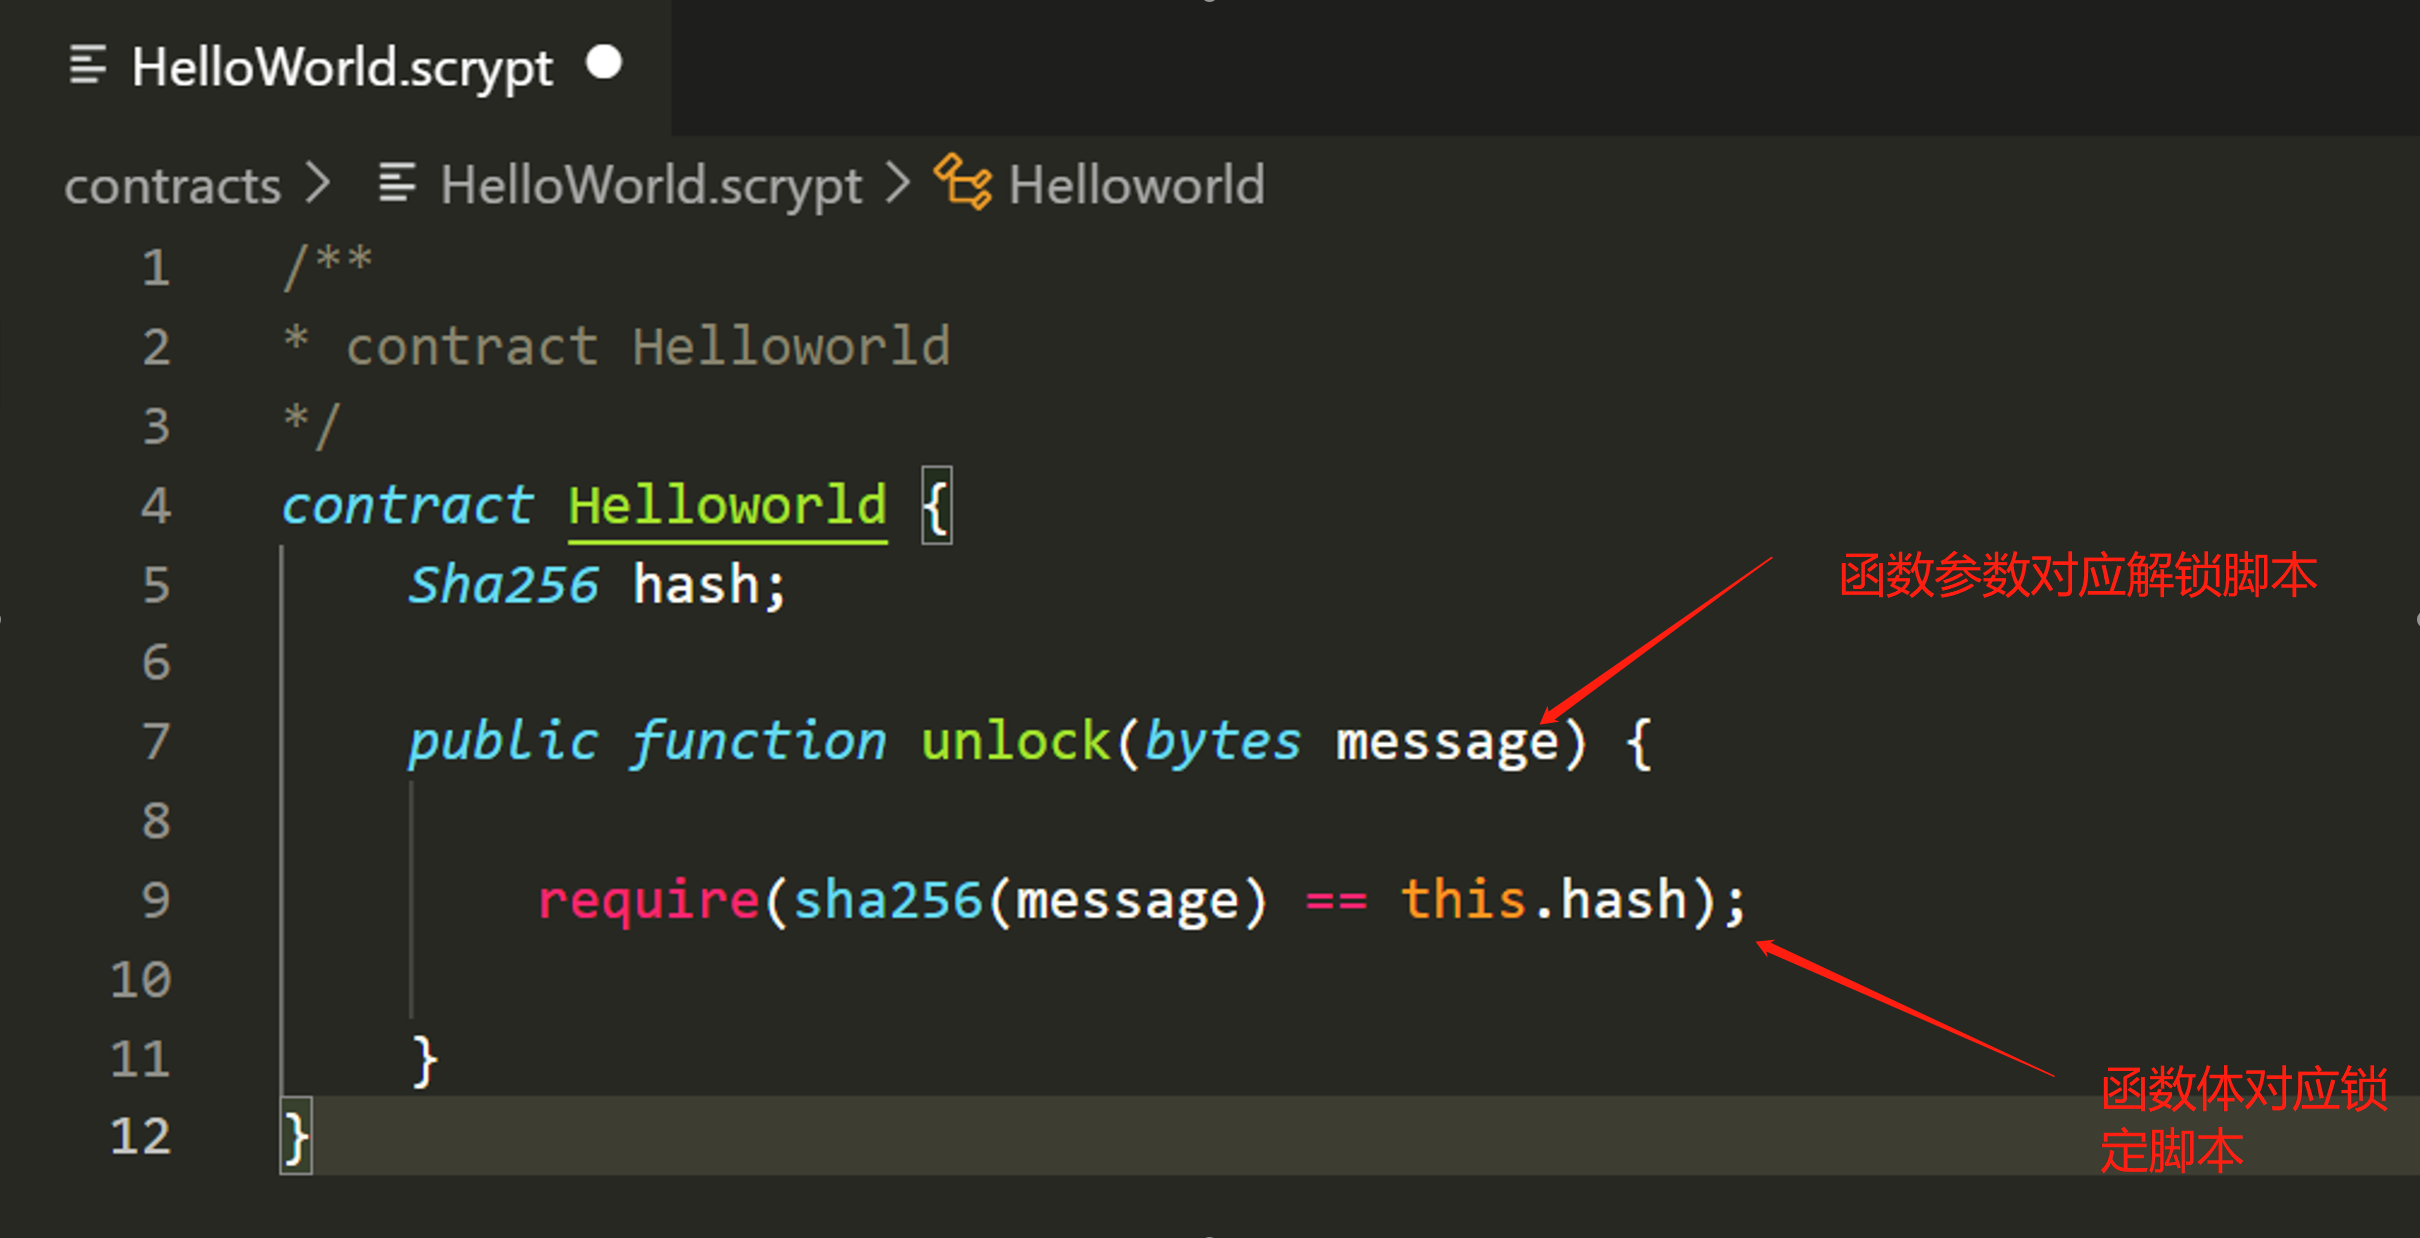 HelloWorld.scrypt
contracts > HelloWorld.scrypt > Helloworld
1 /**
2 * contract Helloworld
3 */
4 contract Helloworld {
5 Sha256 hash;
函数参数对应解锁脚本
6
7 public function unlock(bytes message) {
8
9 require(sha256(message) == this.hash);
10
11 }
函数体对应锁
定脚本
12 }